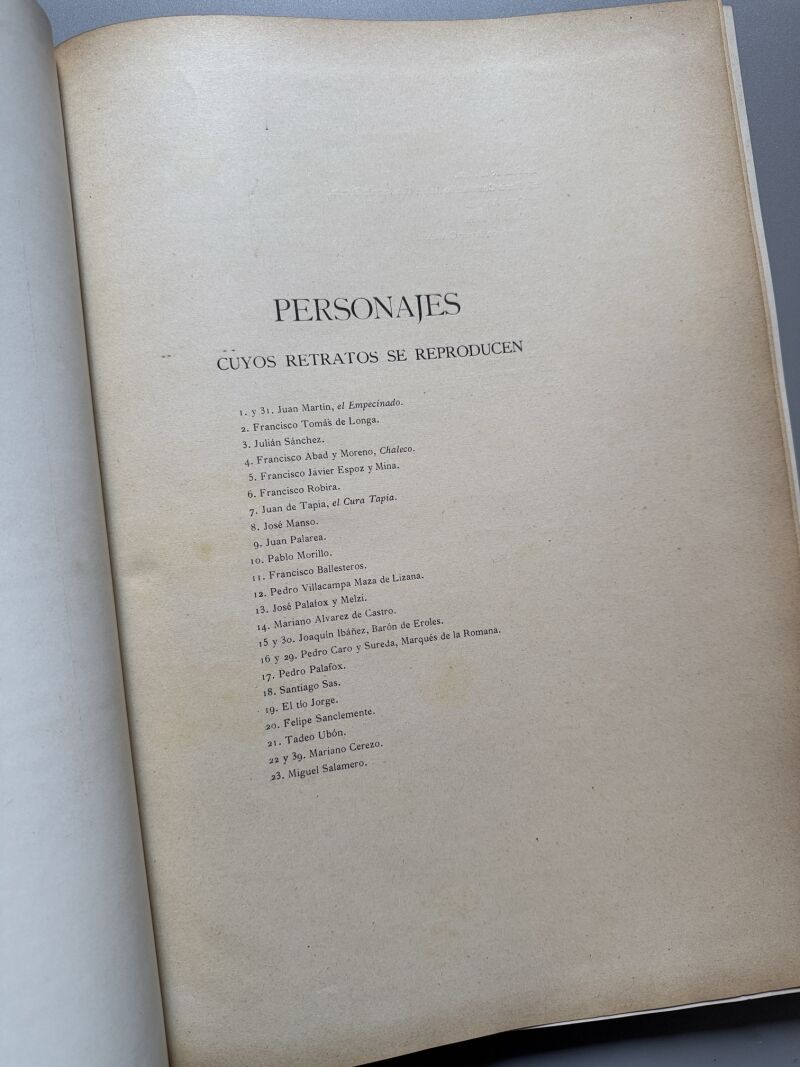 PERSONAJES
CUYOS RETRATOS SE REPRODUCEN
1. y 31. Juan Martín, el Empecinado.
2. Francisco Tomás de Longa.
3. Julián Sánchez.
4. Francisco Abad y Moreno, Chaleco.
5. Francisco Javier Espoz y Mina.
6. Francisco Robira.
7. Juan de Tapia, el Cura Tapia.
8. José Manso.
9. Juan Palarea.
10. Pablo Morillo.
11. Francisco Ballesteros.
12. Pedro Villacampa Maza de Lizana.
13. José Palafox y Melzi.
14. Mariano Alvarez de Castro.
15 y 30. Joaquín Ibáñez, Barón de Eroles.
16 y 29. Pedro Caro y Sureda, Marqués de la Romana.
17. Pedro Palafox.
18. Santiago Sas.
19. El tío Jorge.
20. Felipe Sanclemente.
21. Tadeo Ubón.
22 y 39. Mariano Cerezo.
23. Miguel Salamero.